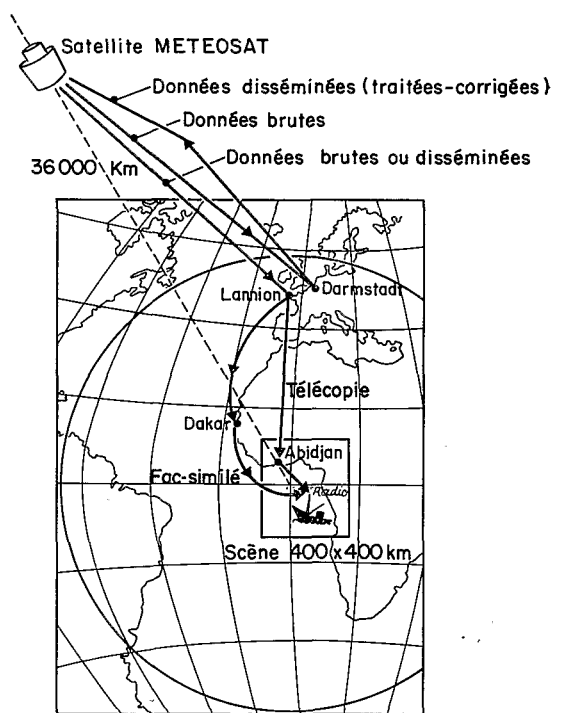 Satellite METEOSAT
Données disséminées (traitées-corrigées)
Données brutes
Données brutes ou disséminées
36 000 Km
Lannion
Darmstadt
Télécopie
Dakar
Abidjan
Fac-similé
Radio
Scène 400 x 400 km